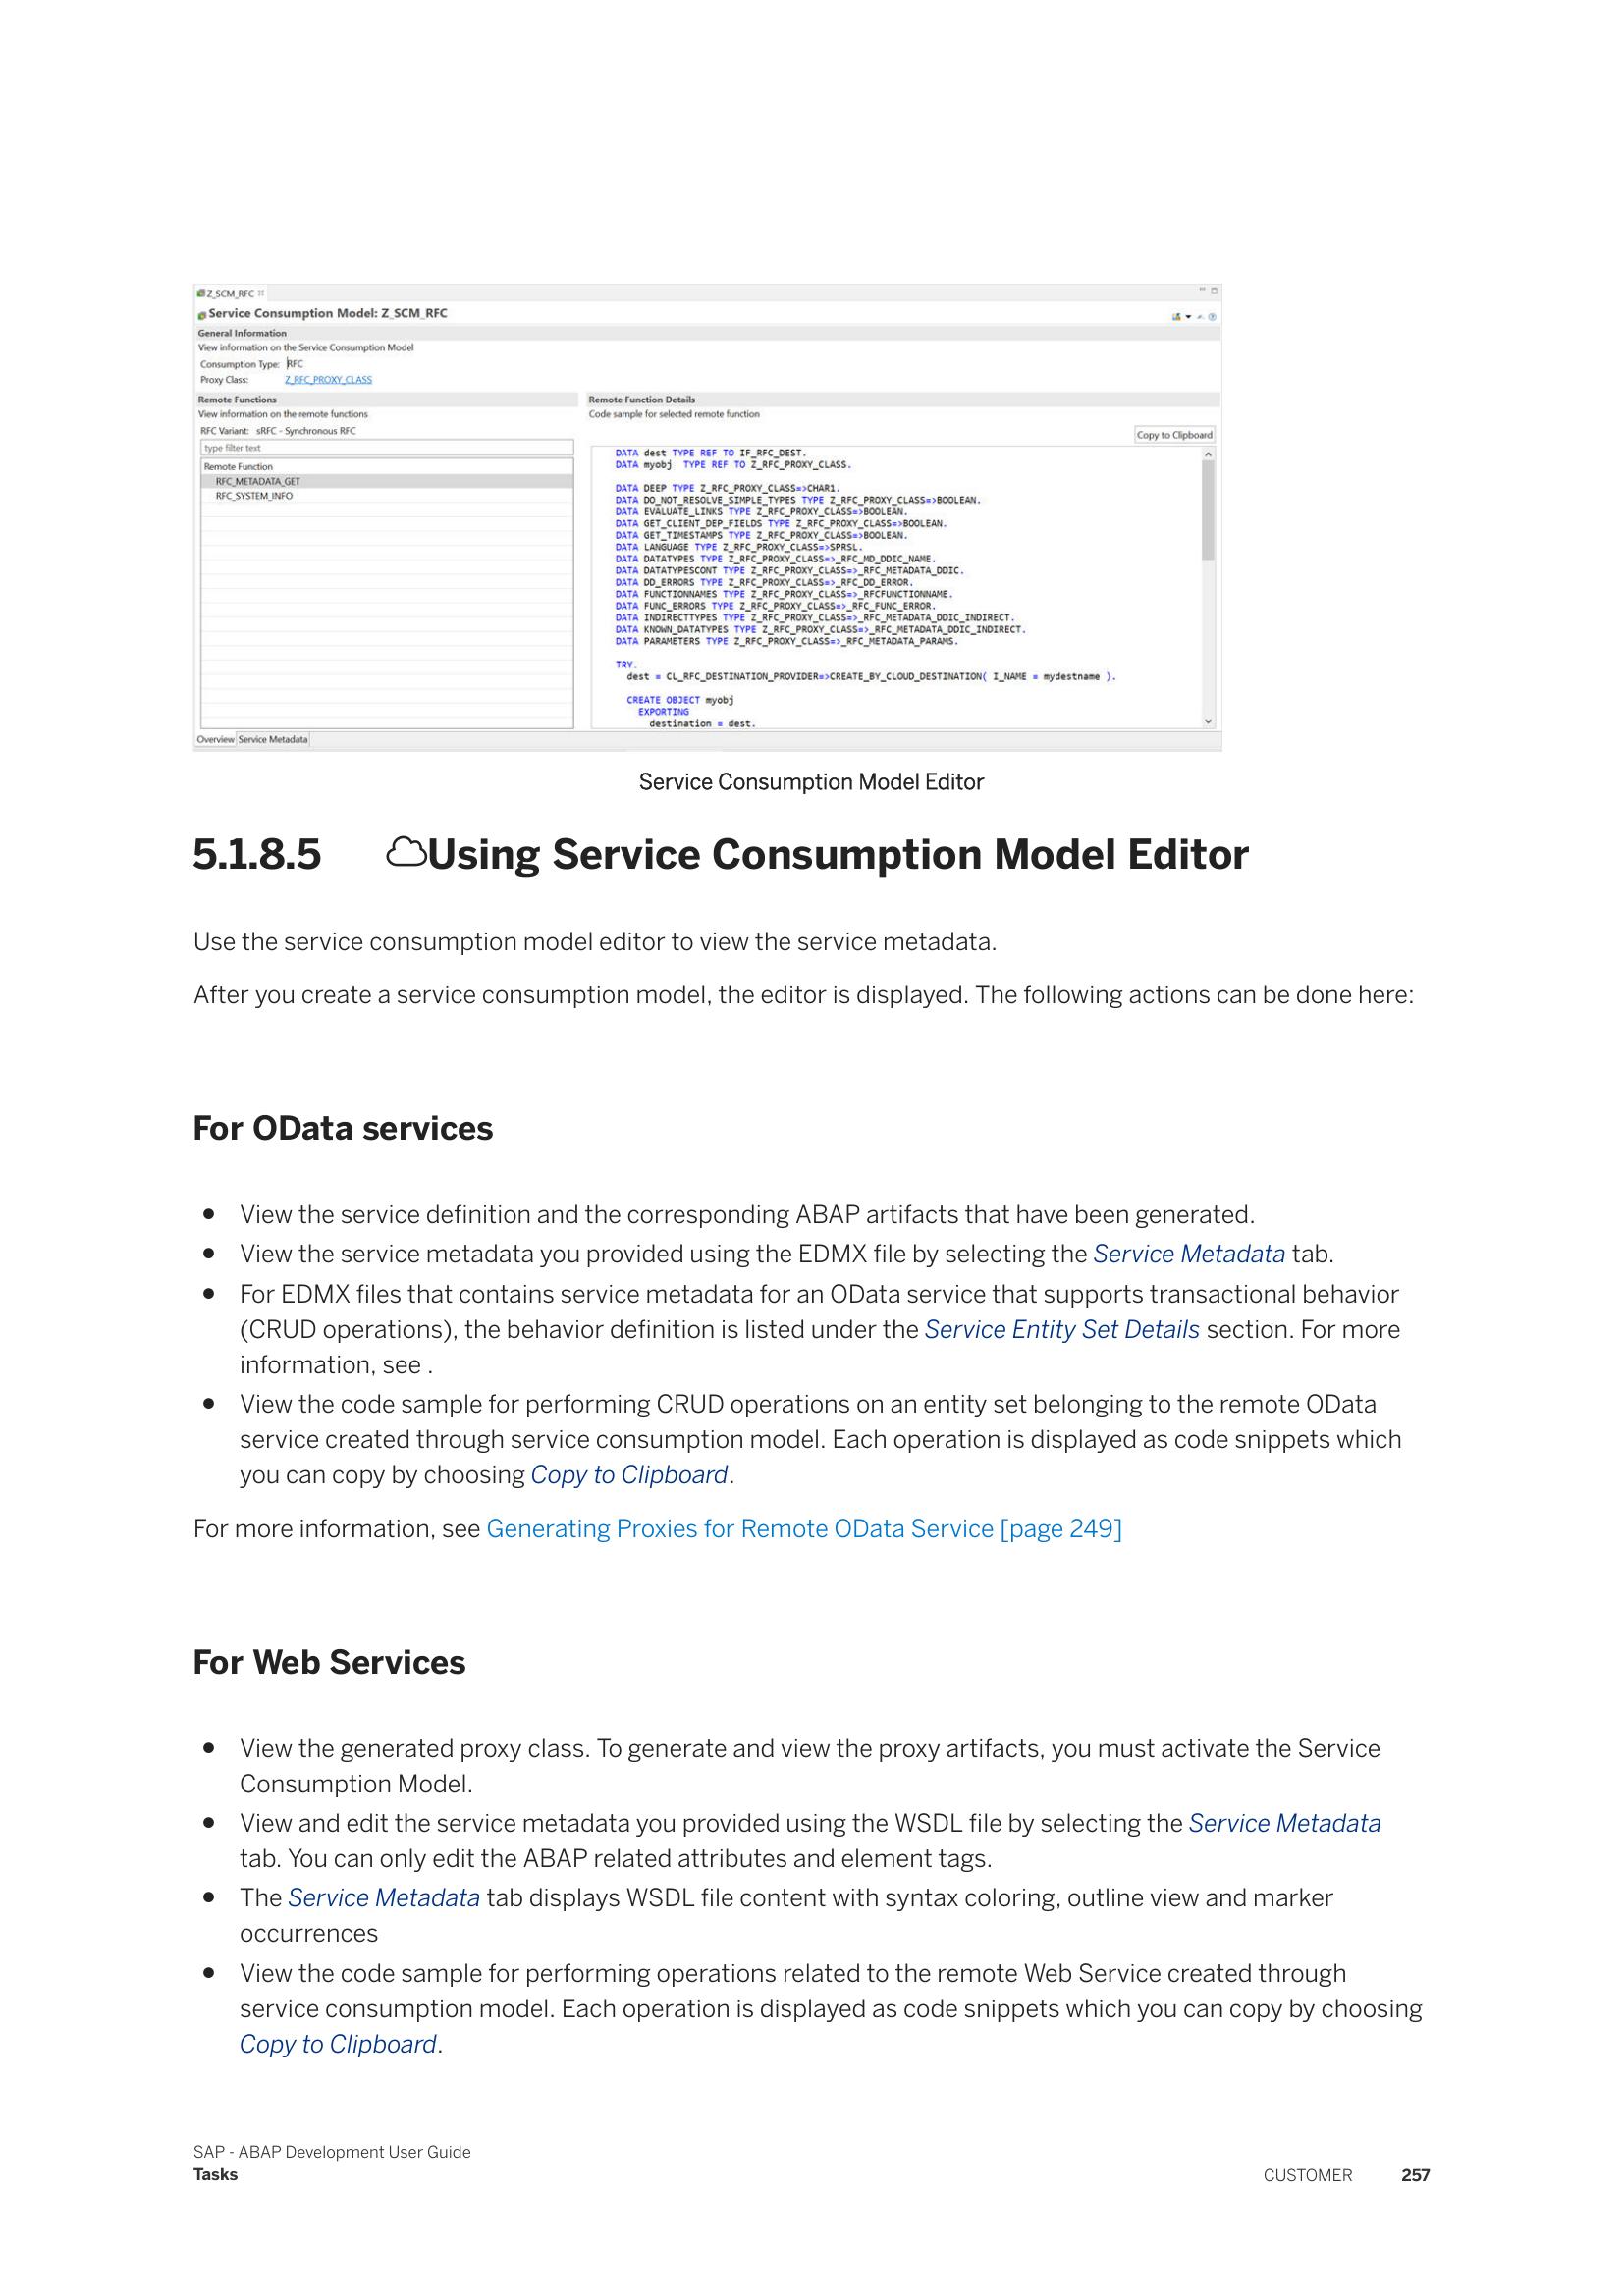 Z_SCM_RFC
Service Consumption Model: Z_SCM_RFC
General Information
View information on the Service Consumption Model
Consumption Type: RFC
Proxy Class: Z_RFC_PROXY_CLASS
Remote Functions
View information on the remote functions
RFC Variant: sRFC - Synchronous RFC
type filter text
Remote Function
RFC_METADATA_GET
RFC_SYSTEM_INFO
Remote Function Details
Code sample for selected remote function
Copy to Clipboard
DATA dest TYPE REF TO IF_RFC_DEST.
DATA myobj TYPE REF TO Z_RFC_PROXY_CLASS.
DATA DEEP TYPE Z_RFC_PROXY_CLASS=>CHAR1.
DATA DO_NOT_RESOLVE_SIMPLE_TYPES TYPE Z_RFC_PROXY_CLASS=>BOOLEAN.
DATA EVALUATE_LINKS TYPE Z_RFC_PROXY_CLASS=>BOOLEAN.
DATA GET_CLIENT_DEP_FIELDS TYPE Z_RFC_PROXY_CLASS=>BOOLEAN.
DATA GET_TIMESTAMPS TYPE Z_RFC_PROXY_CLASS=>BOOLEAN.
DATA LANGUAGE TYPE Z_RFC_PROXY_CLASS=>SPRSL.
DATA DATATYPES TYPE Z_RFC_PROXY_CLASS=>_RFC_MD_DDIC_NAME.
DATA DATATYPESCONT TYPE Z_RFC_PROXY_CLASS=>_RFC_METADATA_DDIC.
DATA DD_ERRORS TYPE Z_RFC_PROXY_CLASS=>_RFC_DD_ERROR.
DATA FUNCTIONNAMES TYPE Z_RFC_PROXY_CLASS=>_RFCFUNCTIONNAME.
DATA FUNC_ERRORS TYPE Z_RFC_PROXY_CLASS=>_RFC_FUNC_ERROR.
DATA INDIRECTTYPES TYPE Z_RFC_PROXY_CLASS=>_RFC_METADATA_DDIC_INDIRECT.
DATA KNOWN_DATATYPES TYPE Z_RFC_PROXY_CLASS=>_RFC_METADATA_DDIC_INDIRECT.
DATA PARAMETERS TYPE Z_RFC_PROXY_CLASS=>_RFC_METADATA_PARAMS.
TRY.
dest = CL_RFC_DESTINATION_PROVIDER=>CREATE_BY_CLOUD_DESTINATION( I_NAME = mydestname ).
CREATE OBJECT myobj
EXPORTING
destination = dest.
Overview Service Metadata
Service Consumption Model Editor
5.1.8.5 Using Service Consumption Model Editor
Use the service consumption model editor to view the service metadata.
After you create a service consumption model, the editor is displayed. The following actions can be done here:
For OData services
• View the service definition and the corresponding ABAP artifacts that have been generated.
• View the service metadata you provided using the EDMX file by selecting the Service Metadata tab.
• For EDMX files that contains service metadata for an OData service that supports transactional behavior
(CRUD operations), the behavior definition is listed under the Service Entity Set Details section. For more
information, see .
• View the code sample for performing CRUD operations on an entity set belonging to the remote OData
service created through service consumption model. Each operation is displayed as code snippets which
you can copy by choosing Copy to Clipboard.
For more information, see Generating Proxies for Remote OData Service [page 249]
For Web Services
• View the generated proxy class. To generate and view the proxy artifacts, you must activate the Service
Consumption Model.
• View and edit the service metadata you provided using the WSDL file by selecting the Service Metadata
tab. You can only edit the ABAP related attributes and element tags.
• The Service Metadata tab displays WSDL file content with syntax coloring, outline view and marker
occurrences
• View the code sample for performing operations related to the remote Web Service created through
service consumption model. Each operation is displayed as code snippets which you can copy by choosing
Copy to Clipboard.
SAP - ABAP Development User Guide
Tasks
CUSTOMER 257